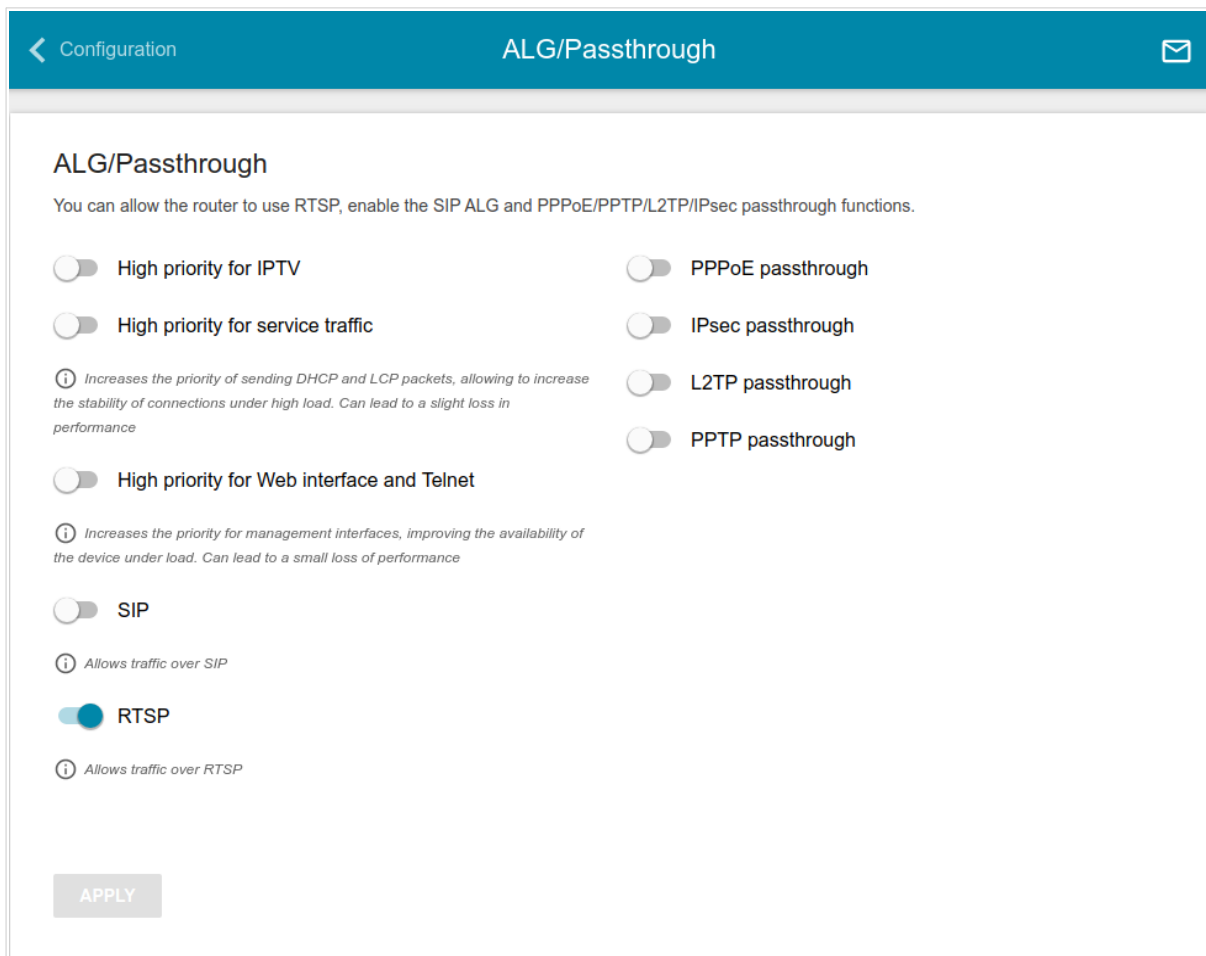 Configuration
ALG/Passthrough
ALG/Passthrough
You can allow the router to use RTSP, enable the SIP ALG and PPPoE/PPTP/L2TP/IPsec passthrough functions.
High priority for IPTV
High priority for service traffic
Increases the priority of sending DHCP and LCP packets, allowing to increase
the stability of connections under high load. Can lead to a slight loss in
performance
High priority for Web interface and Telnet
Increases the priority for management interfaces, improving the availability of
the device under load. Can lead to a small loss of performance
SIP
Allows traffic over SIP
RTSP
Allows traffic over RTSP
PPPoE passthrough
IPsec passthrough
L2TP passthrough
PPTP passthrough
APPLY